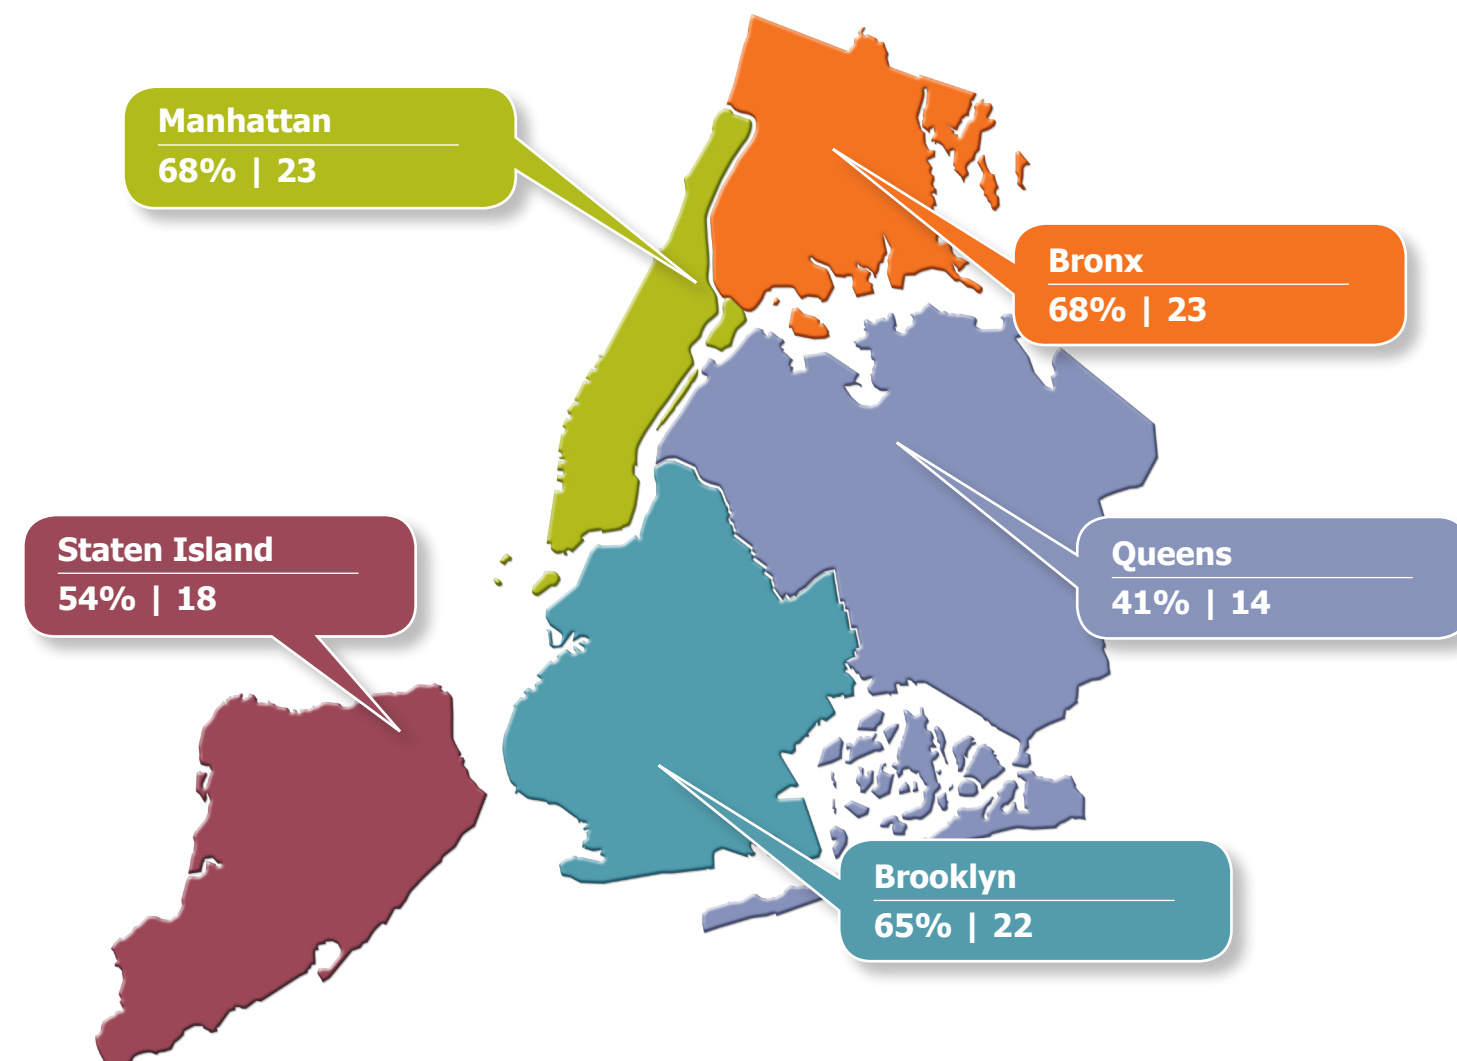 Manhattan
68% | 23
Bronx
68% | 23
Staten Island
54% | 18
Queens
41% | 14
Brooklyn
65% | 22